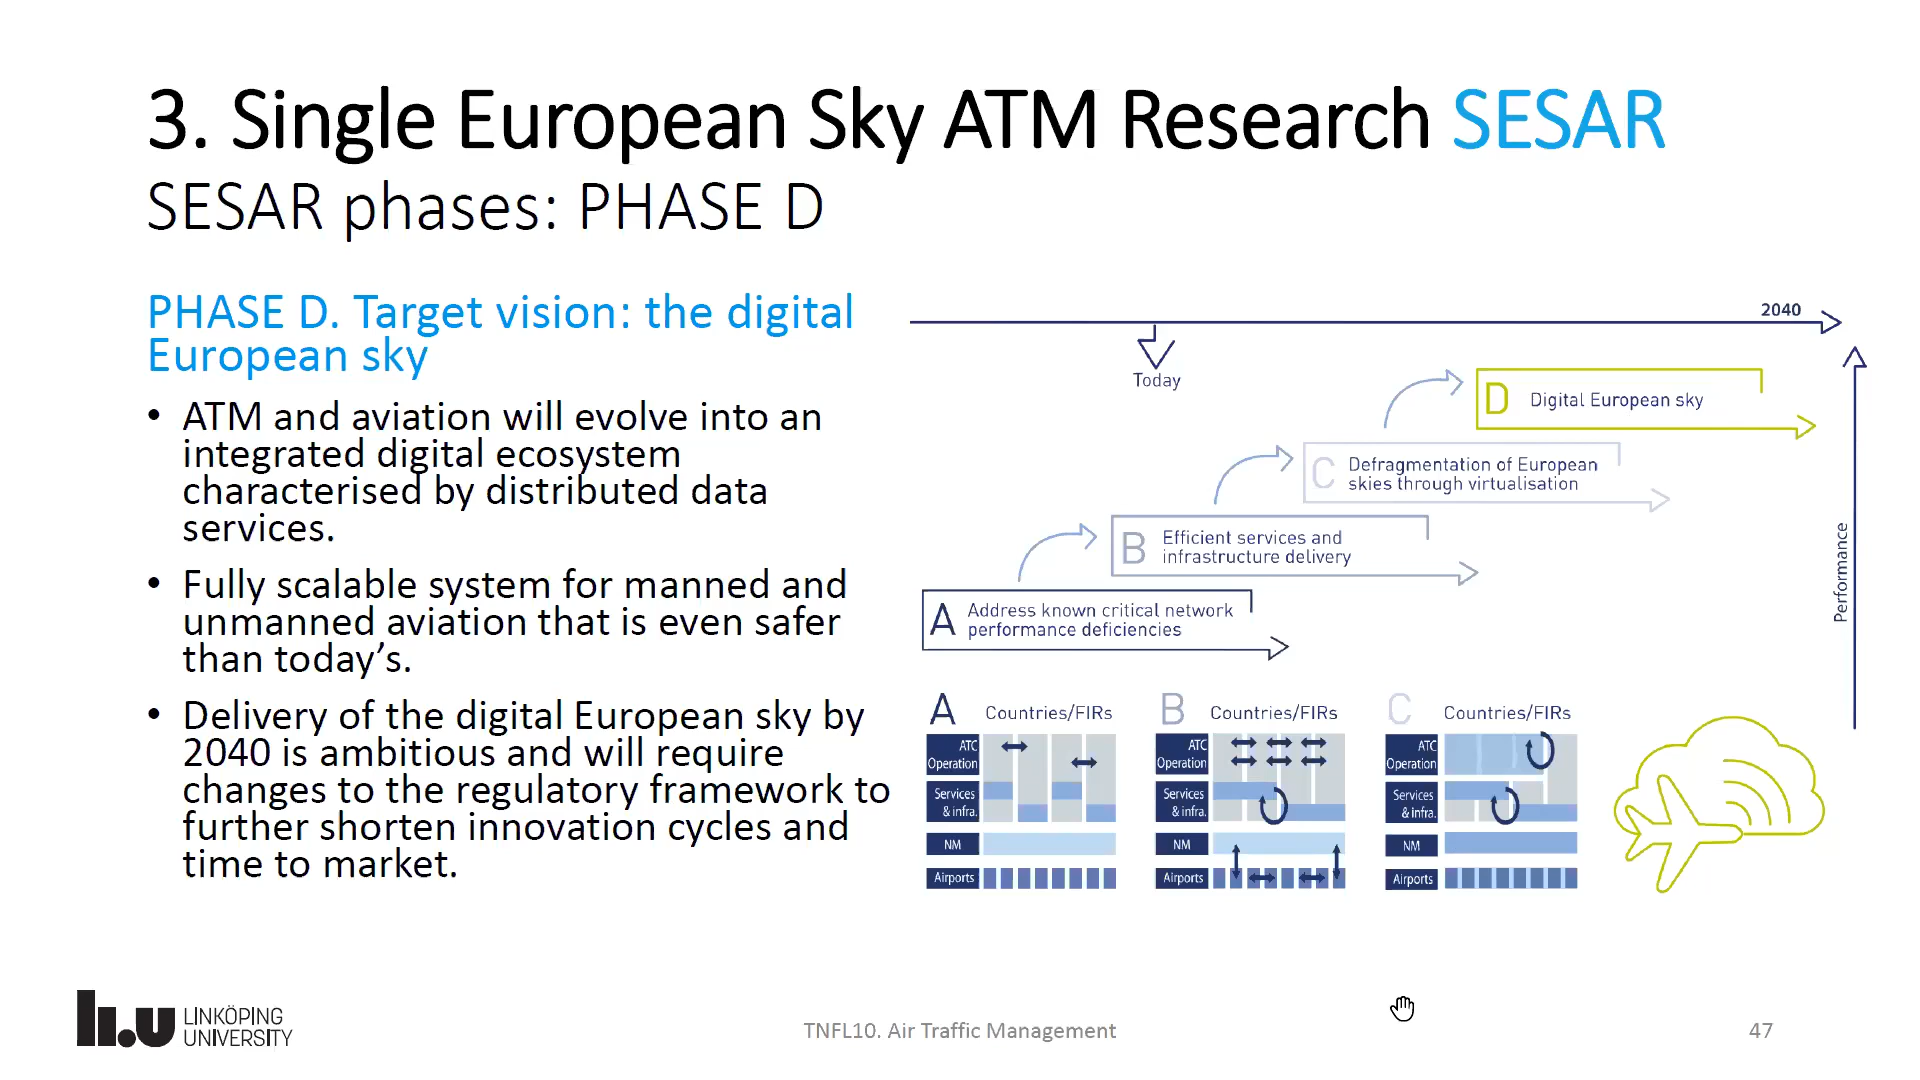 3. Single European Sky ATM Research SESAR
SESAR phases: PHASE D
PHASE D. Target vision: the digital
European sky
• ATM and aviation will evolve into an
integrated digital ecosystem
characterised by distributed data
services.
• Fully scalable system for manned and
unmanned aviation that is even safer
than today’s.
• Delivery of the digital European sky by
2040 is ambitious and will require
changes to the regulatory framework to
further shorten innovation cycles and
time to market.
2040
Today
D Digital European sky
C Defragmentation of European
skies through virtualisation
B Efficient services and
infrastructure delivery
A Address known critical network
performance deficiencies
Performance
A Countries/FIRs
ATC
Operation
Services
& infra.
NM
Airports
B Countries/FIRs
ATC
Operation
Services
& infra.
NM
Airports
C Countries/FIRs
ATC
Operation
Services
& infra.
NM
Airports
li.u LINKÖPING
UNIVERSITY
TNFL10. Air Traffic Management
47